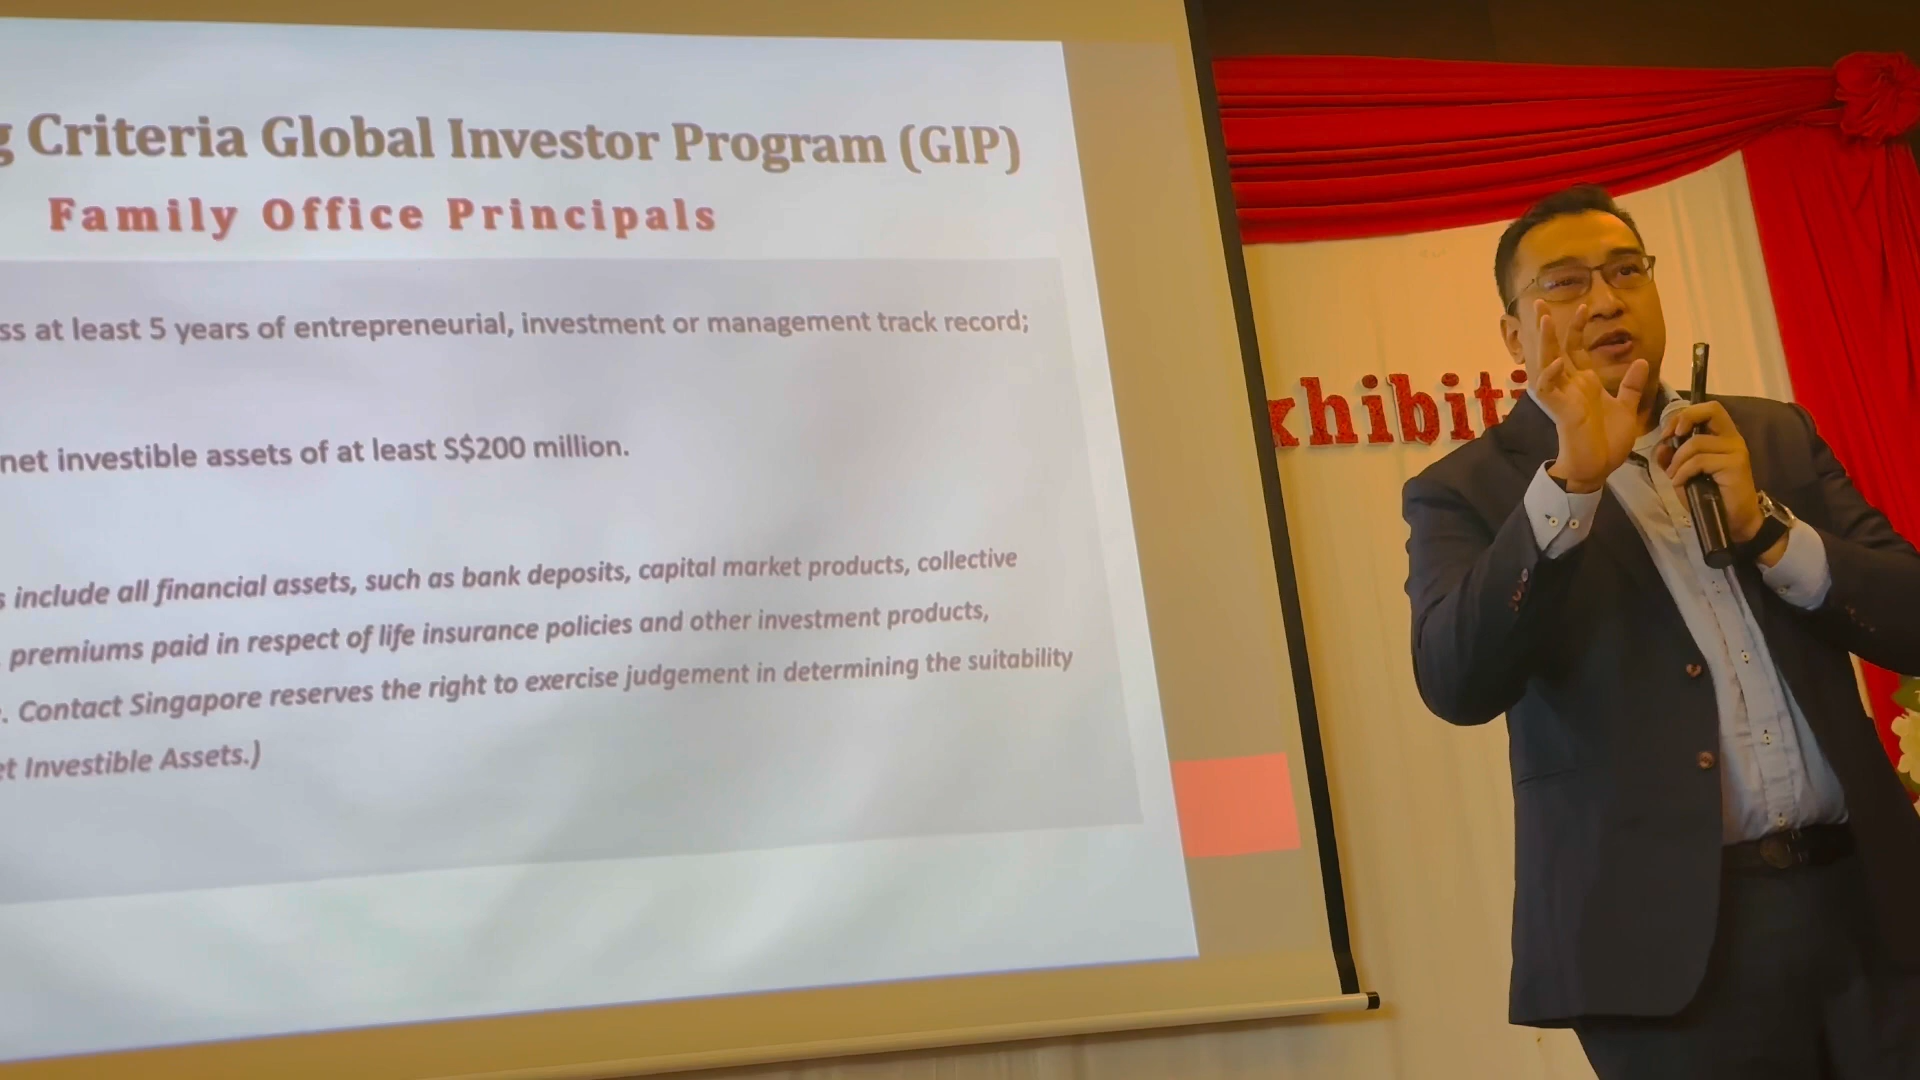 Criteria Global Investor Program (GIP)
Family Office Principals
ss at least 5 years of entrepreneurial, investment or management track record;
net investible assets of at least S$200 million.
s include all financial assets, such as bank deposits, capital market products, collective
premiums paid in respect of life insurance policies and other investment products,
. Contact Singapore reserves the right to exercise judgement in determining the suitability
et Investible Assets.)
xhibiti